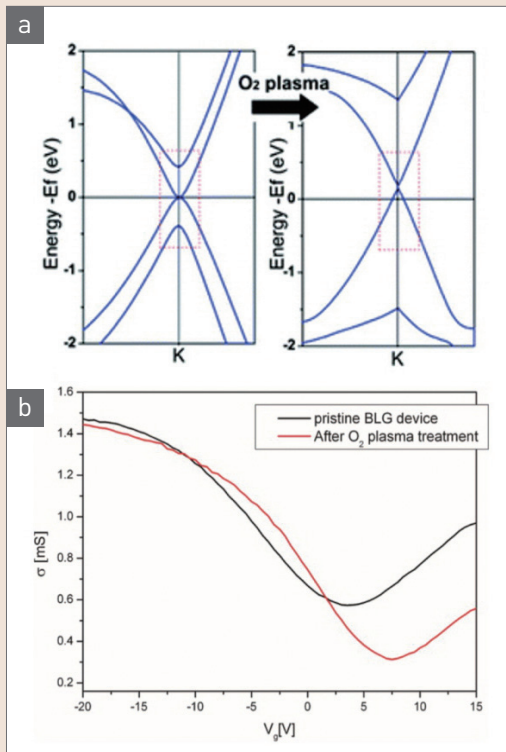 a
O₂ plasma
Energy -Ef (eV)
2
1
0
-1
-2
K
Energy -Ef (eV)
2
1
0
-1
-2
K
b
pristine BLG device
After O₂ plasma treatment
σ [mS]
1.6
1.4
1.2
1.0
0.8
0.6
0.4
0.2
-20 -15 -10 -5 0 5 10 15
Vg[V]